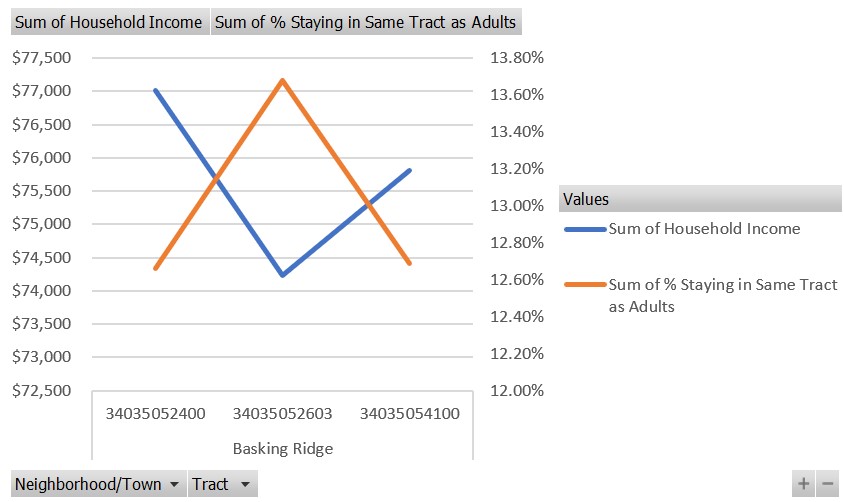 Sum of Household Income Sum of % Staying in Same Tract as Adults
$77,500 13.80%
$77,000 13.60%
$76,500 13.40%
$76,000 13.20%
$75,500 13.00%
$75,000 12.80%
$74,500 12.60%
$74,000 12.40%
$73,500 12.20%
$73,000 12.00%
$72,500
34035052400 34035052603 34035054100
Basking Ridge
Values
Sum of Household Income
Sum of % Staying in Same Tract
as Adults
Neighborhood/Town Tract